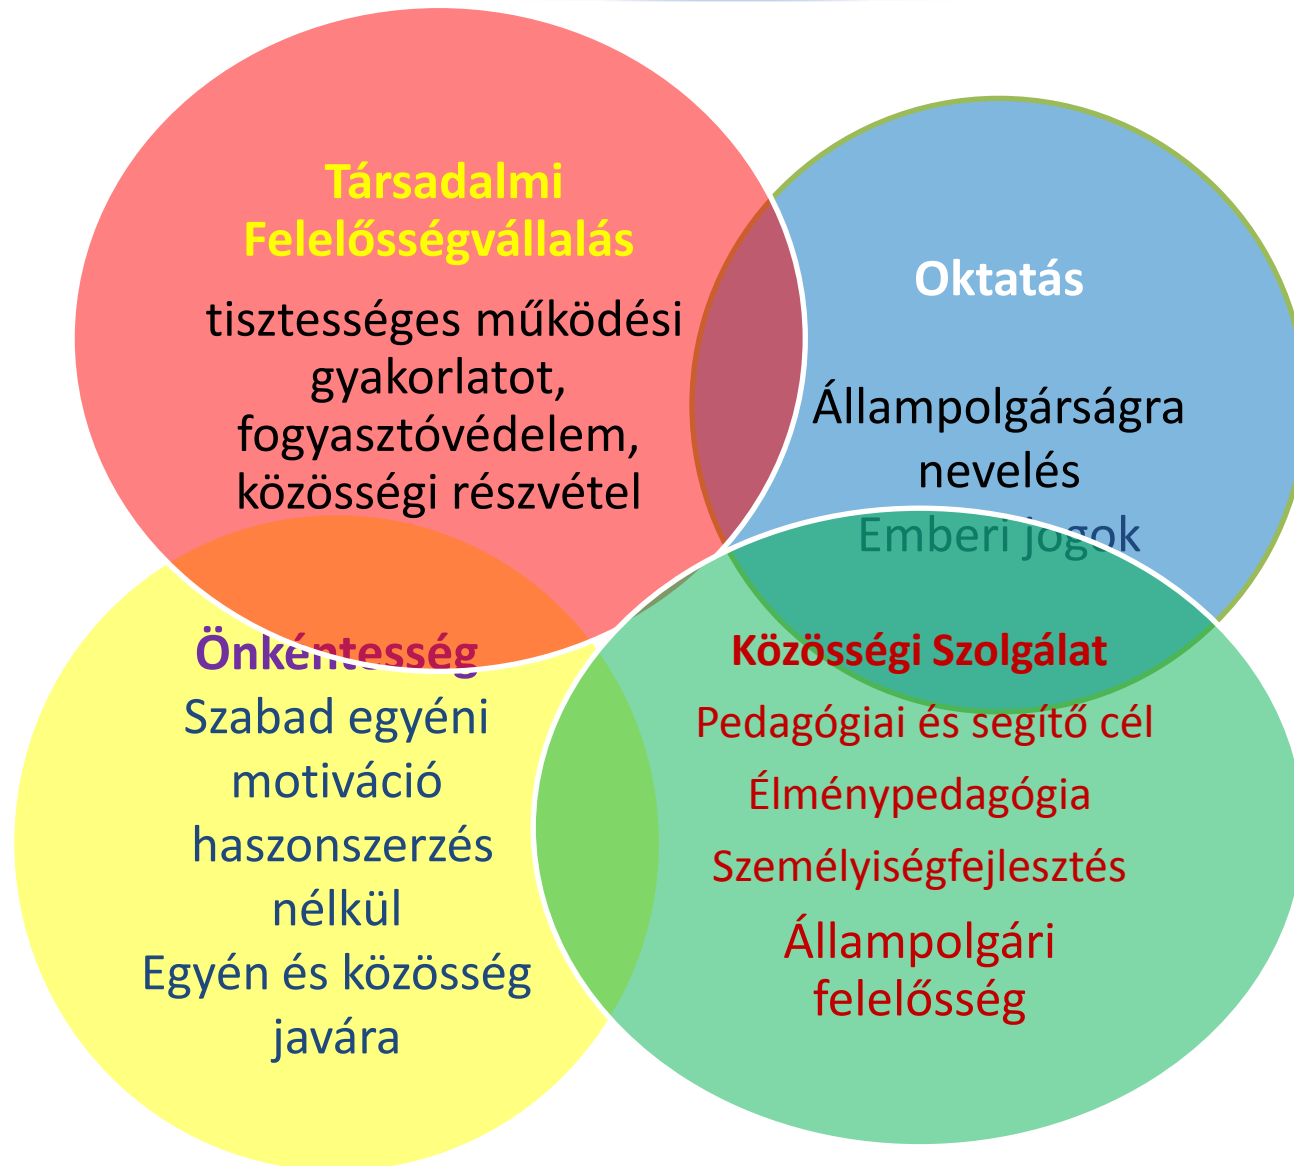 Társadalmi
Felelősségvállalás
tisztességes működési
gyakorlatot,
fogyasztóvédelem,
közösségi részvétel
Oktatás
Állampolgárságra
nevelés
Emberi jogok
Önkéntesség
Szabad egyéni
motiváció
haszonszerzés
nélkül
Egyén és közösség
javára
Közösségi Szolgálat
Pedagógiai és segítő cél
Élménypedagógia
Személyiségfejlesztés
Állampolgári
felelősség